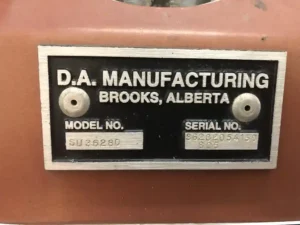 D.A. MANUFACTURING
BROOKS, ALBERTA
MODEL NO. SERIAL NO.